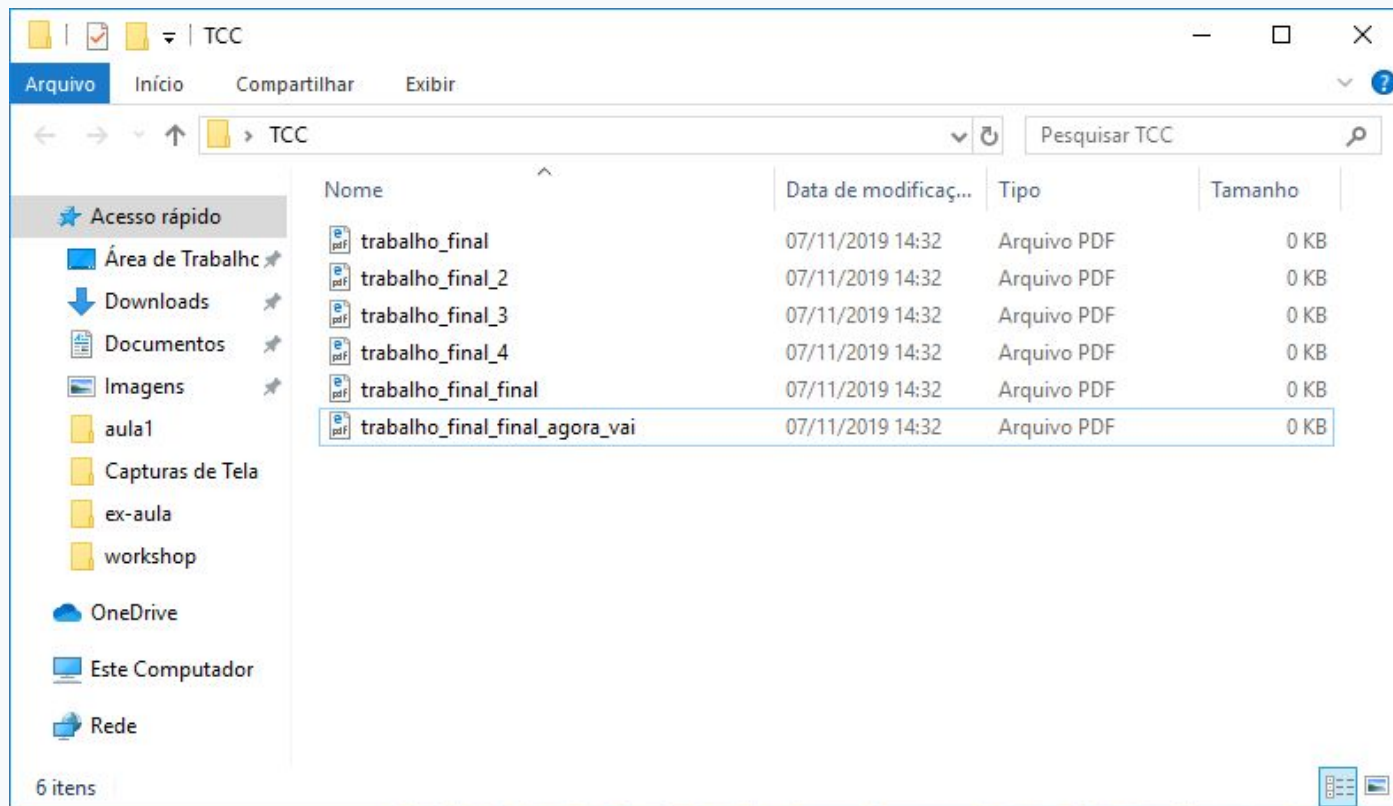 TCC
Arquivo Início Compartilhar Exibir
TCC Pesquisar TCC
Nome Data de modificaç... Tipo Tamanho
Acesso rápido
Área de Trabalhc
Downloads
Documentos
Imagens
aula1
Capturas de Tela
ex-aula
workshop
OneDrive
Este Computador
Rede
trabalho_final 07/11/2019 14:32 Arquivo PDF 0 KB
trabalho_final_2 07/11/2019 14:32 Arquivo PDF 0 KB
trabalho_final_3 07/11/2019 14:32 Arquivo PDF 0 KB
trabalho_final_4 07/11/2019 14:32 Arquivo PDF 0 KB
trabalho_final_final 07/11/2019 14:32 Arquivo PDF 0 KB
trabalho_final_final_agora_vai 07/11/2019 14:32 Arquivo PDF 0 KB
6 itens